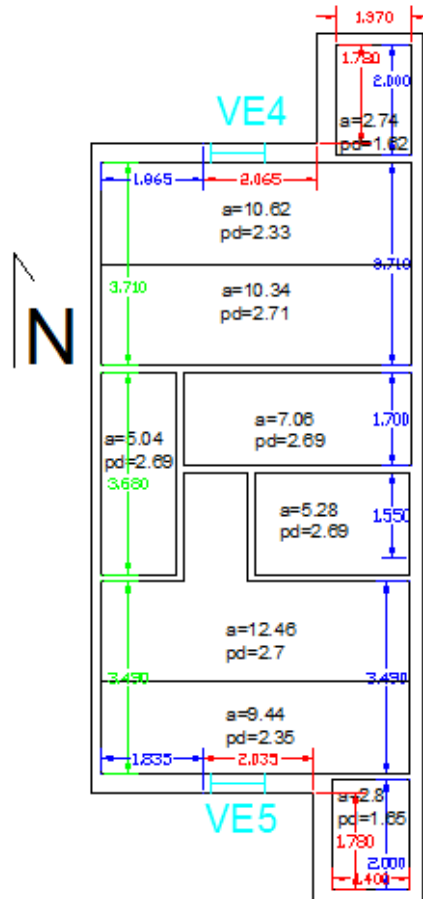 1.970
1.780
2.000
VE4
a=2.74
pd=1.62
1.865
2.065
a=10.62
pd=2.33
3.710
3.710
a=10.34
pd=2.71
N
a=7.06
pd=2.69
1.700
a=5.04
pd=2.69
3.680
a=5.28
pd=2.69
1.550
a=12.46
pd=2.7
3.490
3.490
a=9.44
pd=2.35
1.835
2.035
VE5
a=2.8
pd=1.65
1.780
2.000
1.400